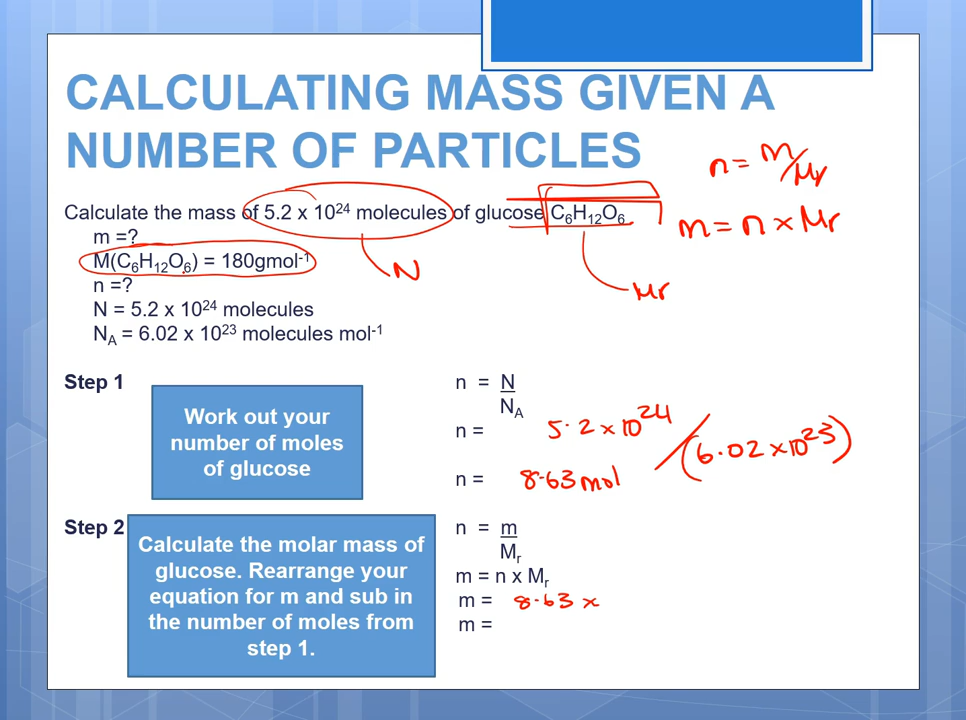 CALCULATING MASS GIVEN A
NUMBER OF PARTICLES
n = m/Mr
Calculate the mass of 5.2 x 10²⁴ molecules of glucose C₆H₁₂O₆
m = n × Mr
m =?
M(C₆H₁₂O₆) = 180gmol⁻¹
N
n =?
Mr
N = 5.2 x 10²⁴ molecules
N_A = 6.02 x 10²³ molecules mol⁻¹
Step 1
Work out your
number of moles
of glucose
n = N
N_A
n = 5.2 × 10²⁴ / (6.02 × 10²³)
n = 8.63 mol
Step 2
Calculate the molar mass of
glucose. Rearrange your
equation for m and sub in
the number of moles from
step 1.
n = m
M_r
m = n x M_r
m = 8.63 ×
m =